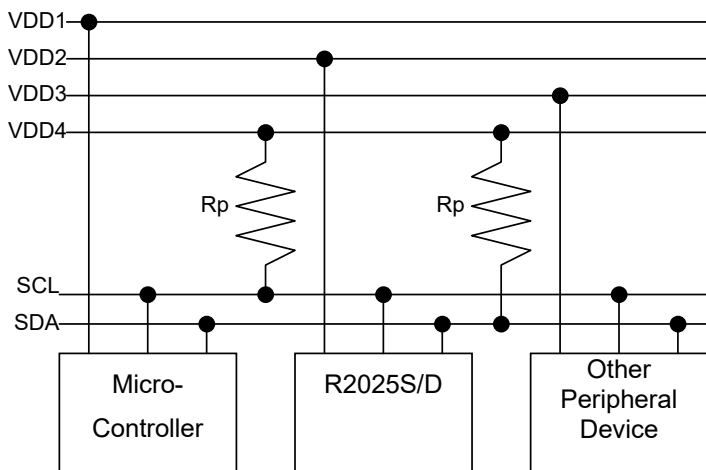 VDD1
VDD2
VDD3
VDD4
Rp
Rp
SCL
SDA
Micro-
Controller
R2025S/D
Other
Peripheral
Device